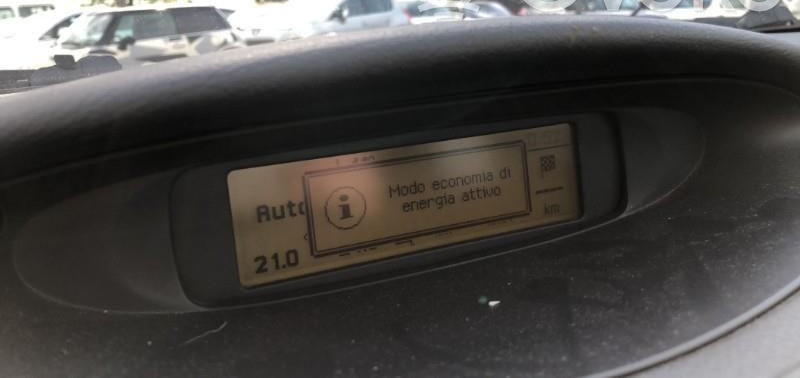 Auto
Modo economia di
energia attivo
21.0
km